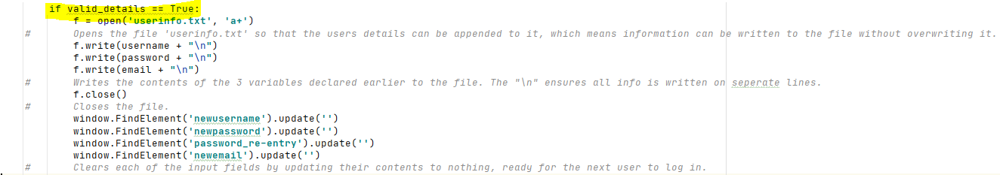 if valid_details == True:
f = open('userinfo.txt', 'a+')
# Opens the file 'userinfo.txt' so that the users details can be appended to it, which means information can be written to the file without overwriting it.
f.write(username + "\n")
f.write(password + "\n")
f.write(email + "\n")
# Writes the contents of the 3 variables declared earlier to the file. The "\n" ensures all info is written on seperate lines.
f.close()
# Closes the file.
window.FindElement('newusername').update('')
window.FindElement('newpassword').update('')
window.FindElement('password_re-entry').update('')
window.FindElement('newemail').update('')
# Clears each of the input fields by updating their contents to nothing, ready for the next user to log in.